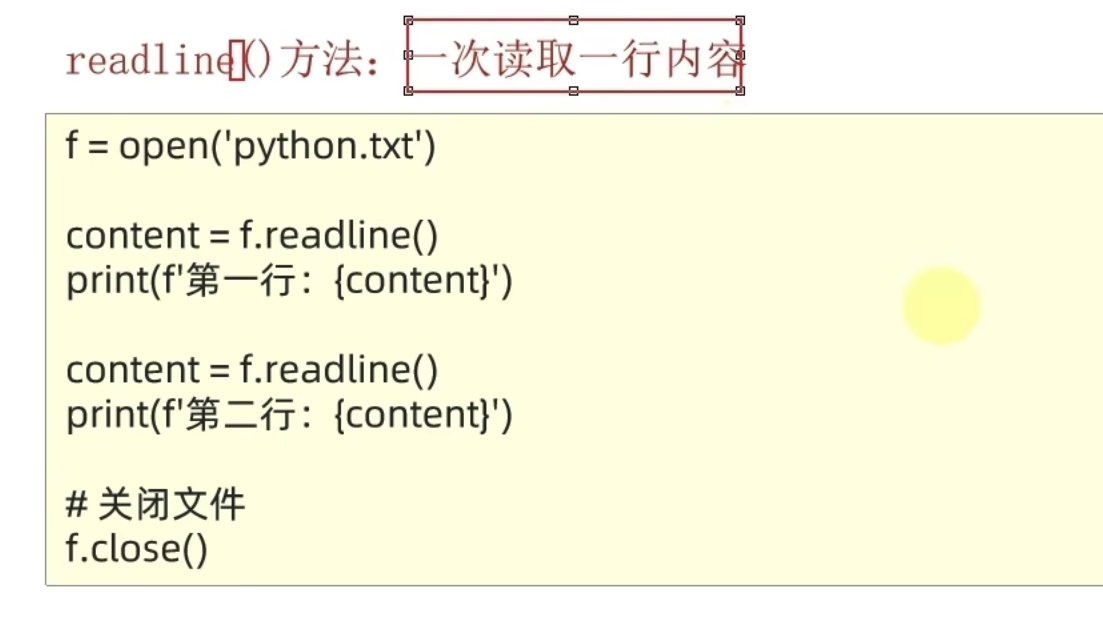 readline()方法：一次读取一行内容
f = open('python.txt')
content = f.readline()
print(f'第一行：{content}')
content = f.readline()
print(f'第二行：{content}')
# 关闭文件
f.close()